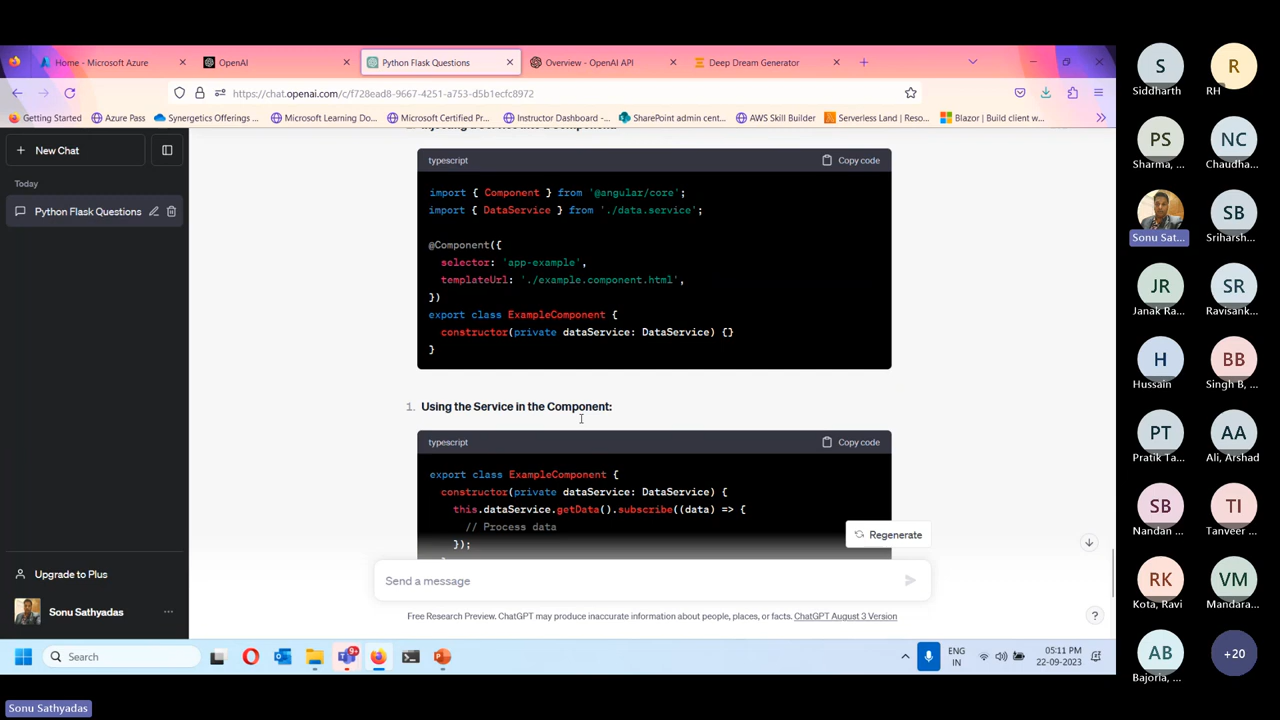 Home - Microsoft Azure
OpenAI
Python Flask Questions
Overview - OpenAI API
Deep Dream Generator
https://chat.openai.com/c/f728ead8-9667-4251-a753-d5b1ecfc8972
Getting Started
Azure Pass
Synergetics Offerings ...
Microsoft Learning Do...
Microsoft Certified Pr...
Instructor Dashboard -...
SharePoint admin cent...
AWS Skill Builder
Serverless Land | Reso...
Blazor | Build client w...
New Chat
Today
Python Flask Questions
Upgrade to Plus
Sonu Sathyadas
typescript
Copy code
import { Component } from '@angular/core';
import { DataService } from './data.service';
@Component({
selector: 'app-example',
templateUrl: './example.component.html',
})
export class ExampleComponent {
constructor(private dataService: DataService) {}
}
1. Using the Service in the Component:
typescript
Copy code
export class ExampleComponent {
constructor(private dataService: DataService) {
this.dataService.getData().subscribe((data) => {
// Process data
});
Regenerate
Send a message
Free Research Preview. ChatGPT may produce inaccurate information about people, places, or facts. ChatGPT August 3 Version
?
Search
9+
ENG
IN
05:11 PM
22-09-2023
S
Siddharth
R
RH
PS
Sharma, ...
NC
Chaudha...
Sonu Sat...
SB
Sriharsh...
JR
Janak Ra...
SR
Ravisank...
H
Hussain
BB
Singh B, ...
PT
Pratik Ta...
AA
Ali, Arshad
SB
Nandan ...
TI
Tanveer ...
RK
Kota, Ravi
VM
Mandara...
AB
Bajoria, ...
+20
Sonu Sathyadas